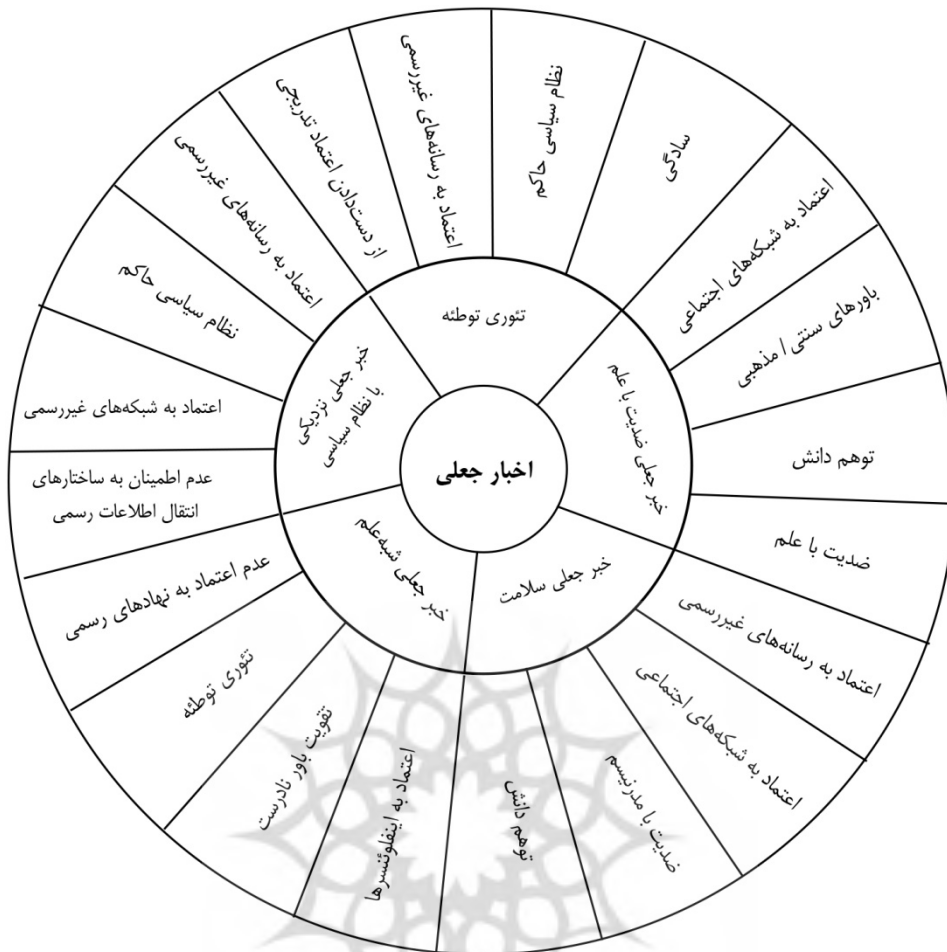 اخبار جعلی
تئوری توطئه
خبر جعلی ضدیت با علم
خبر جعلی سلامت
خبر جعلی شبه‌علم
خبر جعلی نزدیکی
با نظام سیاسی
نظام سیاسی حاکم
سادگی
اعتماد به شبکه‌های اجتماعی
باورهای سنتی / مذهبی
توهم دانش
ضدیت با علم
اعتماد به رسانه‌های غیررسمی
اعتماد به شبکه‌های اجتماعی
ضدیت با مدرنیسم
توهم دانش
اعتماد به اینفلوئنسرها
تقویت باور نادرست
تئوری توطئه
عدم اعتماد به نهادهای رسمی
عدم اطمینان به ساختارهای
انتقال اطلاعات رسمی
اعتماد به شبکه‌های غیررسمی
نظام سیاسی حاکم
اعتماد به رسانه‌های غیررسمی
از دست‌دادن اعتماد تدریجی
اعتماد به رسانه‌های غیررسمی